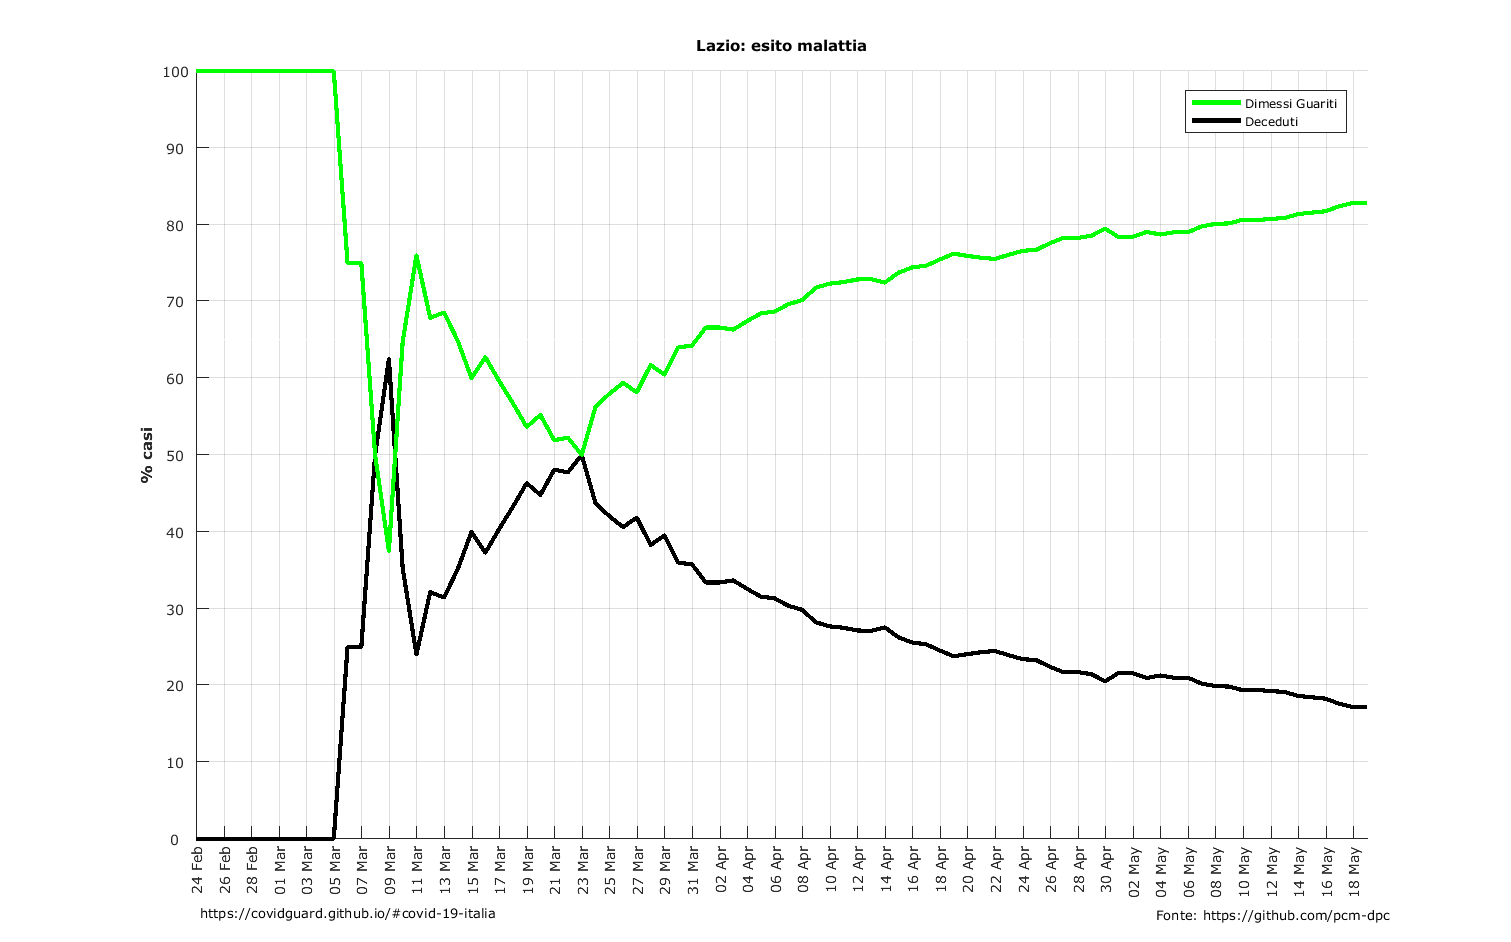 Lazio: esito malattia
Dimessi Guariti
Deceduti
% casi
100
90
80
70
60
50
40
30
20
10
0
24 Feb
26 Feb
28 Feb
01 Mar
03 Mar
05 Mar
07 Mar
09 Mar
11 Mar
13 Mar
15 Mar
17 Mar
19 Mar
21 Mar
23 Mar
25 Mar
27 Mar
29 Mar
31 Mar
02 Apr
04 Apr
06 Apr
08 Apr
10 Apr
12 Apr
14 Apr
16 Apr
18 Apr
20 Apr
22 Apr
24 Apr
26 Apr
28 Apr
30 Apr
02 May
04 May
06 May
08 May
10 May
12 May
14 May
16 May
18 May
https://covidguard.github.io/#covid-19-italia
Fonte: https://github.com/pcm-dpc